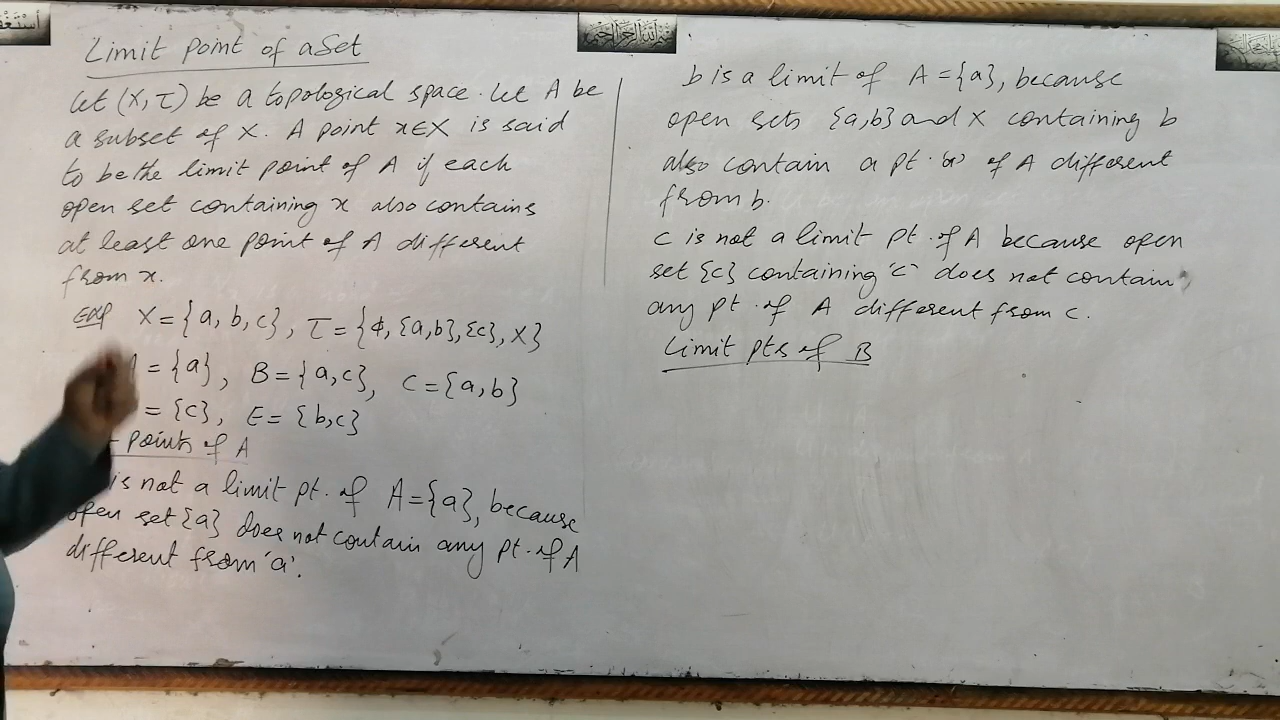 Limit Point of a Set
let (X, τ) be a topological space. let A be
a subset of X. A point x∈X is said
to be the limit point of A if each
open set containing x also contains
at least one point of A different
from x.
X = {a, b, c}, τ = {ϕ, {a,b}, {c}, X}
= {a}, B = {a, c}, C = {a, b}
= {c}, E = {b, c}
Points of A
is not a limit pt. of A = {a}, because
open set {a} does not contain any pt. of A
different from 'a'.
b is a limit of A = {a}, because
open sets {a,b} and X containing b
also contain a pt. (a) of A different
from b.
c is not a limit pt. of A because open
set {c} containing 'c' does not contain
any pt. of A different from c.
Limit pts of B